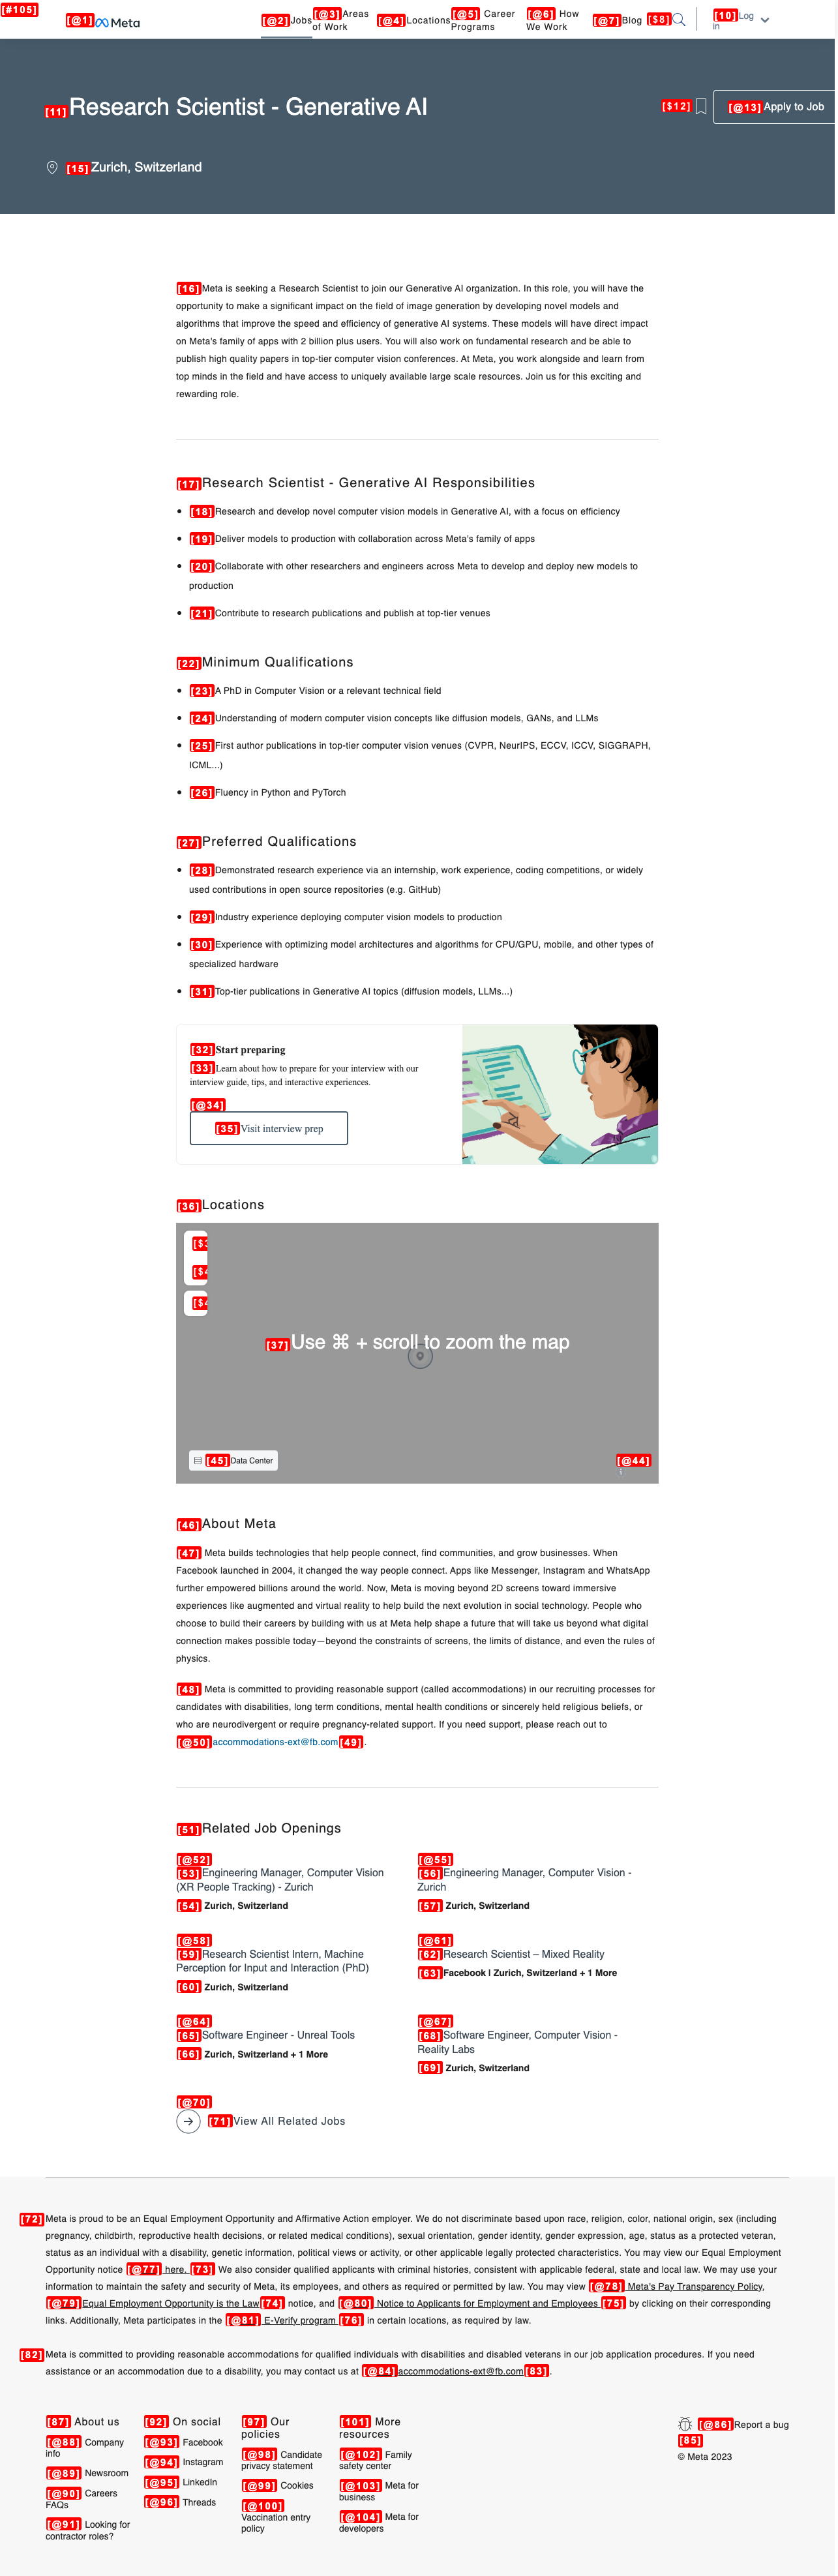 [#105]
[@1] Meta [@2] Jobs [@3] Areas of Work [@4] Locations [@5] Career Programs [@6] How We Work [@7] Blog [$8] [10] Log in
[11] Research Scientist - Generative AI [$12] [@13] Apply to Job
[15] Zurich, Switzerland
[16] Meta is seeking a Research Scientist to join our Generative AI organization. In this role, you will have the
opportunity to make a significant impact on the field of image generation by developing novel models and
algorithms that improve the speed and efficiency of generative AI systems. These models will have direct impact
on Meta's family of apps with 2 billion plus users. You will also work on fundamental research and be able to
publish high quality papers in top-tier computer vision conferences. At Meta, you work alongside and learn from
top minds in the field and have access to uniquely available large scale resources. Join us for this exciting and
rewarding role.
[17] Research Scientist - Generative AI Responsibilities
• [18] Research and develop novel computer vision models in Generative AI, with a focus on efficiency
• [19] Deliver models to production with collaboration across Meta's family of apps
• [20] Collaborate with other researchers and engineers across Meta to develop and deploy new models to
production
• [21] Contribute to research publications and publish at top-tier venues
[22] Minimum Qualifications
• [23] A PhD in Computer Vision or a relevant technical field
• [24] Understanding of modern computer vision concepts like diffusion models, GANs, and LLMs
• [25] First author publications in top-tier computer vision venues (CVPR, NeurIPS, ECCV, ICCV, SIGGRAPH,
ICML...)
• [26] Fluency in Python and PyTorch
[27] Preferred Qualifications
• [28] Demonstrated research experience via an internship, work experience, coding competitions, or widely
used contributions in open source repositories (e.g. GitHub)
• [29] Industry experience deploying computer vision models to production
• [30] Experience with optimizing model architectures and algorithms for CPU/GPU, mobile, and other types of
specialized hardware
• [31] Top-tier publications in Generative AI topics (diffusion models, LLMs...)
[32] Start preparing
[33] Learn about how to prepare for your interview with our
interview guide, tips, and interactive experiences.
[@34]
[35] Visit interview prep
[36] Locations
[37] Use ⌘ + scroll to zoom the map
[45] Data Center [@44]
[46] About Meta
[47] Meta builds technologies that help people connect, find communities, and grow businesses. When
Facebook launched in 2004, it changed the way people connect. Apps like Messenger, Instagram and WhatsApp
further empowered billions around the world. Now, Meta is moving beyond 2D screens toward immersive
experiences like augmented and virtual reality to help build the next evolution in social technology. People who
choose to build their careers by building with us at Meta help shape a future that will take us beyond what digital
connection makes possible today—beyond the constraints of screens, the limits of distance, and even the rules of
physics.
[48] Meta is committed to providing reasonable support (called accommodations) in our recruiting processes for
candidates with disabilities, long term conditions, mental health conditions or sincerely held religious beliefs, or
who are neurodivergent or require pregnancy-related support. If you need support, please reach out to
[@50] accommodations-ext@fb.com [49] .
[51] Related Job Openings
[@52]
[53] Engineering Manager, Computer Vision
(XR People Tracking) - Zurich
[54] Zurich, Switzerland
[@55]
[56] Engineering Manager, Computer Vision -
Zurich
[57] Zurich, Switzerland
[@58]
[59] Research Scientist Intern, Machine
Perception for Input and Interaction (PhD)
[60] Zurich, Switzerland
[@61]
[62] Research Scientist – Mixed Reality
[63] Facebook | Zurich, Switzerland + 1 More
[@64]
[65] Software Engineer - Unreal Tools
[66] Zurich, Switzerland + 1 More
[@67]
[68] Software Engineer, Computer Vision -
Reality Labs
[69] Zurich, Switzerland
[@70]
[71] View All Related Jobs
[72] Meta is proud to be an Equal Employment Opportunity and Affirmative Action employer. We do not discriminate based upon race, religion, color, national origin, sex (including
pregnancy, childbirth, reproductive health decisions, or related medical conditions), sexual orientation, gender identity, gender expression, age, status as a protected veteran,
status as an individual with a disability, genetic information, political views or activity, or other applicable legally protected characteristics. You may view our Equal Employment
Opportunity notice [@77] here. [73] We also consider qualified applicants with criminal histories, consistent with applicable federal, state and local law. We may use your
information to maintain the safety and security of Meta, its employees, and others as required or permitted by law. You may view [@78] Meta's Pay Transparency Policy,
[@79] Equal Employment Opportunity is the Law [74] notice, and [@80] Notice to Applicants for Employment and Employees [75] by clicking on their corresponding
links. Additionally, Meta participates in the [@81] E-Verify program [76] in certain locations, as required by law.
[82] Meta is committed to providing reasonable accommodations for qualified individuals with disabilities and disabled veterans in our job application procedures. If you need
assistance or an accommodation due to a disability, you may contact us at [@84] accommodations-ext@fb.com [83] .
[87] About us
[@88] Company
info
[@89] Newsroom
[@90] Careers
FAQs
[@91] Looking for
contractor roles?
[92] On social
[@93] Facebook
[@94] Instagram
[@95] LinkedIn
[@96] Threads
[97] Our
policies
[@98] Candidate
privacy statement
[@99] Cookies
[@100]
Vaccination entry
policy
[101] More
resources
[@102] Family
safety center
[@103] Meta for
business
[@104] Meta for
developers
[@86] Report a bug
[85]
© Meta 2023